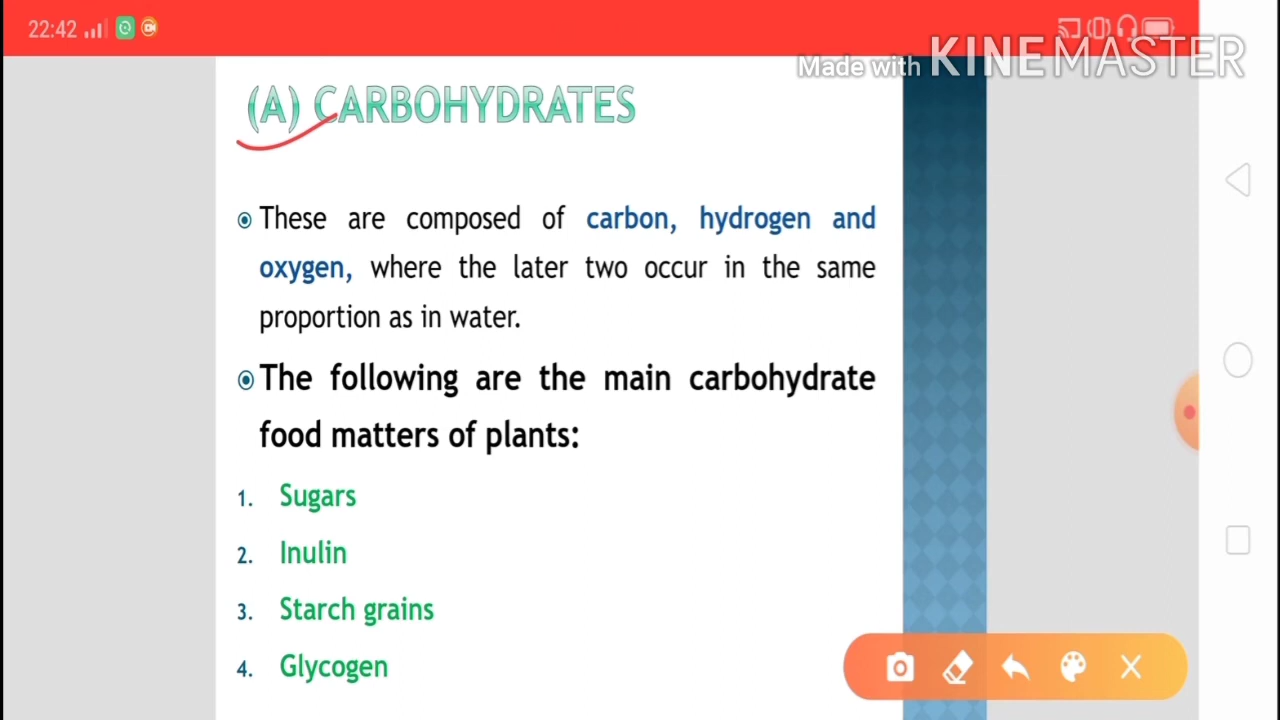 22:42
Made with KINEMASTER
(A) CARBOHYDRATES
These are composed of carbon, hydrogen and
oxygen, where the later two occur in the same
proportion as in water.
The following are the main carbohydrate
food matters of plants:
1. Sugars
2. Inulin
3. Starch grains
4. Glycogen